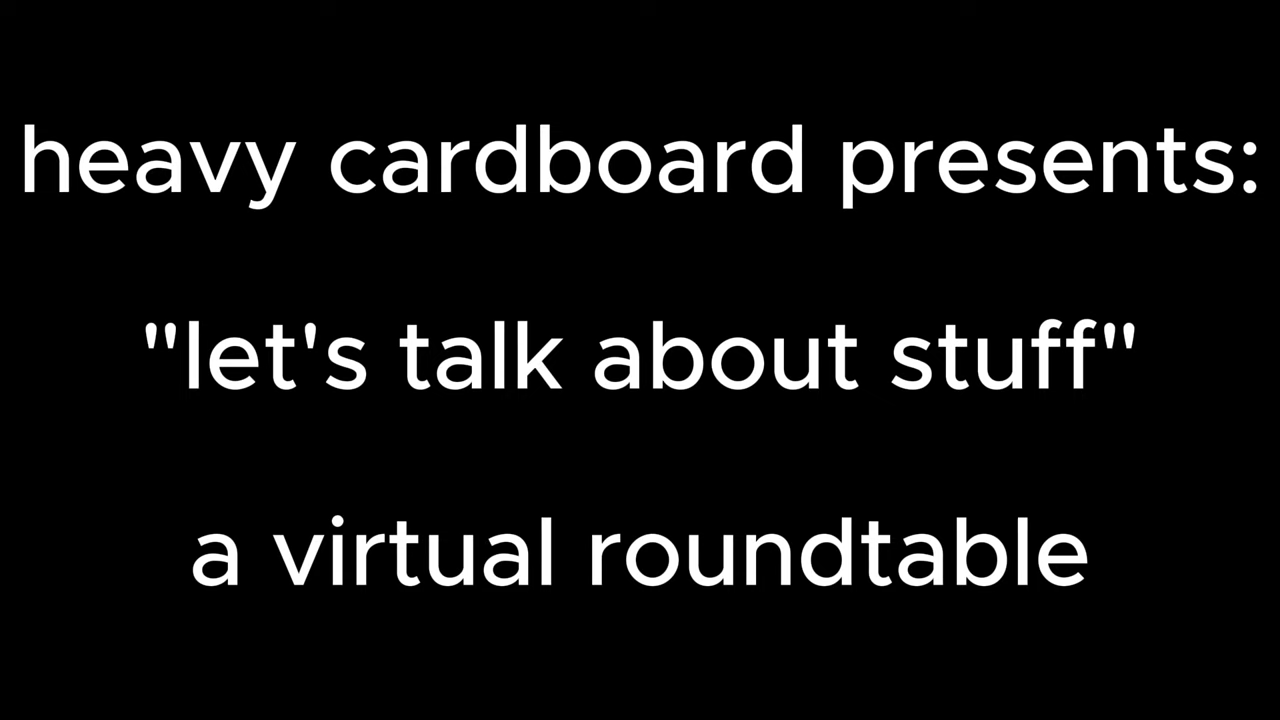 heavy cardboard presents:
"let's talk about stuff"
a virtual roundtable